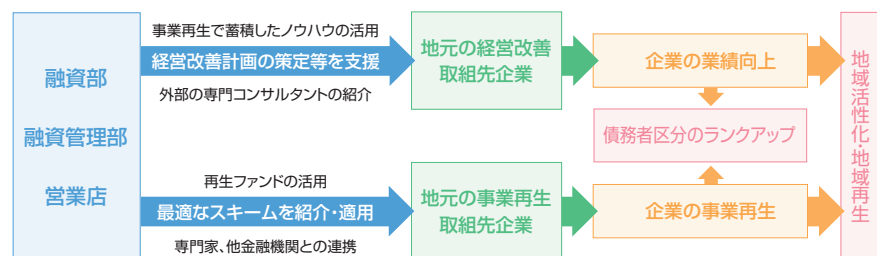 融資部
融資管理部
営業店
事業再生で蓄積したノウハウの活用
経営改善計画の策定等を支援
外部の専門コンサルタントの紹介
地元の経営改善
取組先企業
企業の業績向上
債務者区分のランクアップ
再生ファンドの活用
最適なスキームを紹介・適用
専門家、他金融機関との連携
地元の事業再生
取組先企業
企業の事業再生
地域活性化・地域再生